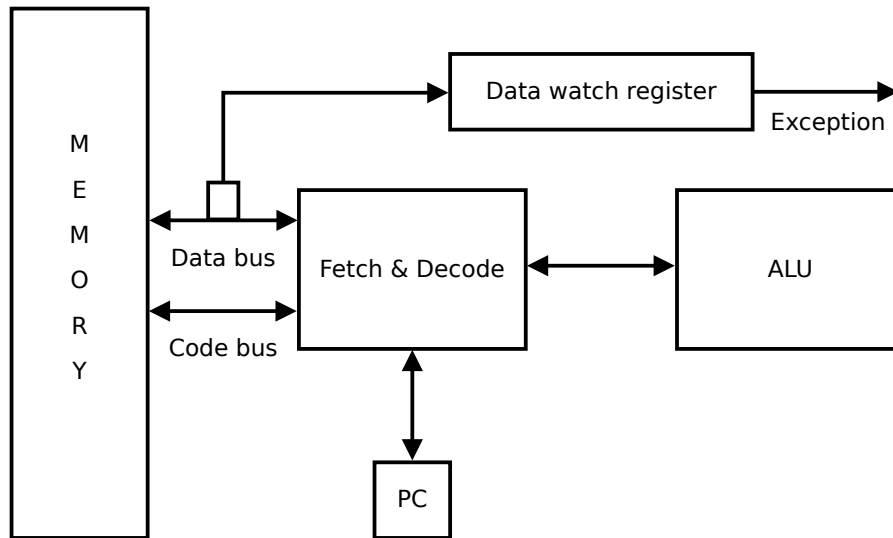 Data watch register
Exception
M
E
M
O
R
Y
Data bus
Code bus
Fetch & Decode
ALU
PC